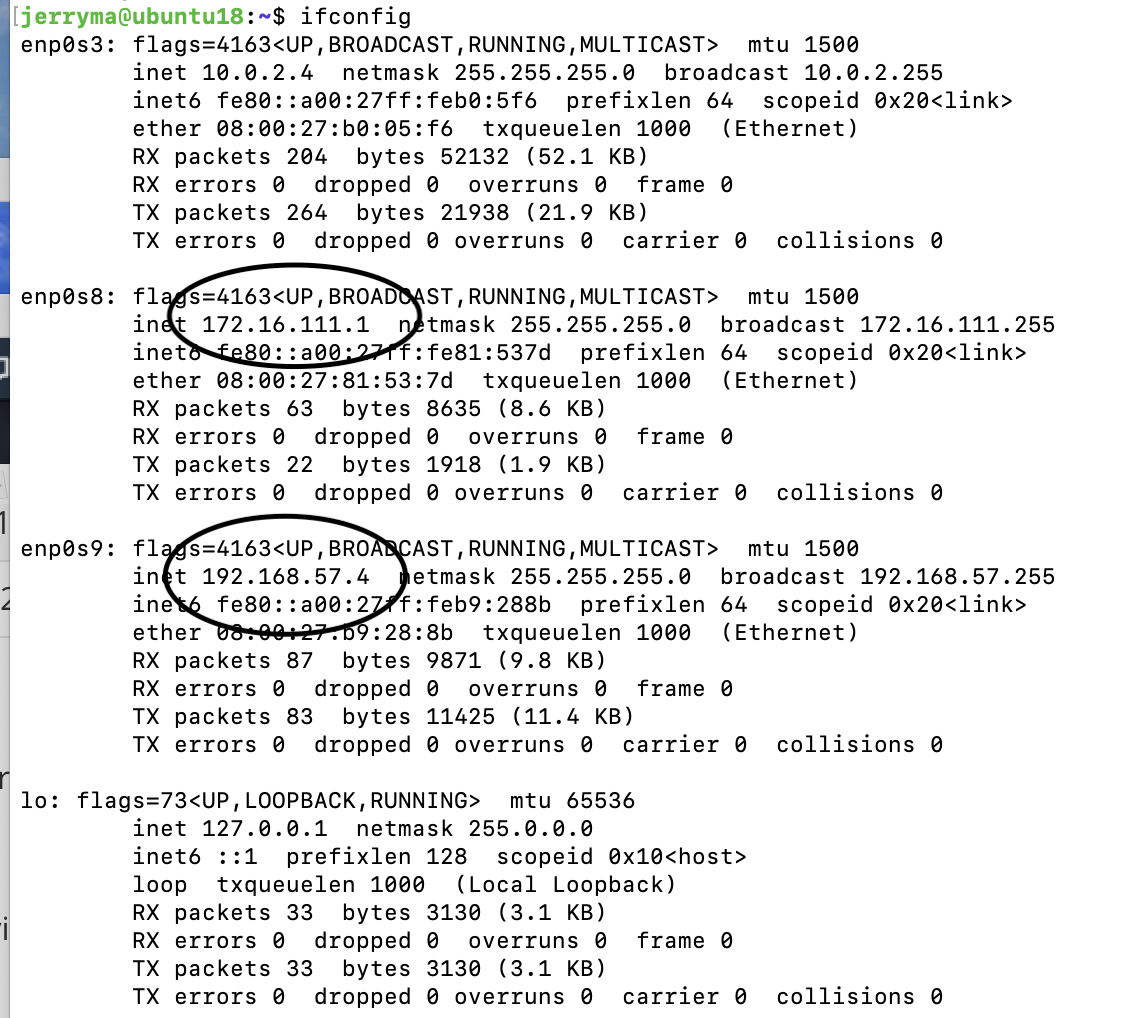 [jerryma@ubuntu18:~$ ifconfig
enp0s3: flags=4163<UP,BROADCAST,RUNNING,MULTICAST>  mtu 1500
        inet 10.0.2.4  netmask 255.255.255.0  broadcast 10.0.2.255
        inet6 fe80::a00:27ff:feb0:5f6  prefixlen 64  scopeid 0x20<link>
        ether 08:00:27:b0:05:f6  txqueuelen 1000  (Ethernet)
        RX packets 204  bytes 52132 (52.1 KB)
        RX errors 0  dropped 0  overruns 0  frame 0
        TX packets 264  bytes 21938 (21.9 KB)
        TX errors 0  dropped 0 overruns 0  carrier 0  collisions 0

enp0s8: flags=4163<UP,BROADCAST,RUNNING,MULTICAST>  mtu 1500
        inet 172.16.111.1  netmask 255.255.255.0  broadcast 172.16.111.255
        inet6 fe80::a00:27ff:fe81:537d  prefixlen 64  scopeid 0x20<link>
        ether 08:00:27:81:53:7d  txqueuelen 1000  (Ethernet)
        RX packets 63  bytes 8635 (8.6 KB)
        RX errors 0  dropped 0  overruns 0  frame 0
        TX packets 22  bytes 1918 (1.9 KB)
        TX errors 0  dropped 0 overruns 0  carrier 0  collisions 0

enp0s9: flags=4163<UP,BROADCAST,RUNNING,MULTICAST>  mtu 1500
        inet 192.168.57.4  netmask 255.255.255.0  broadcast 192.168.57.255
        inet6 fe80::a00:27ff:feb9:288b  prefixlen 64  scopeid 0x20<link>
        ether 08:00:27:b9:28:8b  txqueuelen 1000  (Ethernet)
        RX packets 87  bytes 9871 (9.8 KB)
        RX errors 0  dropped 0  overruns 0  frame 0
        TX packets 83  bytes 11425 (11.4 KB)
        TX errors 0  dropped 0 overruns 0  carrier 0  collisions 0

lo: flags=73<UP,LOOPBACK,RUNNING>  mtu 65536
        inet 127.0.0.1  netmask 255.0.0.0
        inet6 ::1  prefixlen 128  scopeid 0x10<host>
        loop  txqueuelen 1000  (Local Loopback)
        RX packets 33  bytes 3130 (3.1 KB)
        RX errors 0  dropped 0  overruns 0  frame 0
        TX packets 33  bytes 3130 (3.1 KB)
        TX errors 0  dropped 0 overruns 0  carrier 0  collisions 0